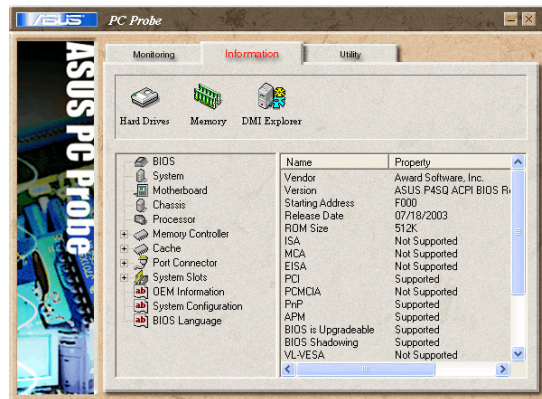 ASUS
PC Probe
ASUS PC Probe
Monitoring
Information
Utility
Hard Drives
Memory
DMI Explorer
BIOS
System
Motherboard
Chassis
Processor
Memory Controller
Cache
Port Connector
System Slots
OEM Information
System Configuration
BIOS Language
Name Property
Vendor Award Software, Inc.
Version ASUS P4SQ ACPI BIOS R
Starting Address F000
Release Date 07/18/2003
ROM Size 512K
ISA Not Supported
MCA Not Supported
EISA Not Supported
PCI Supported
PCMCIA Not Supported
PnP Supported
APM Supported
BIOS is Upgradeable Supported
BIOS Shadowing Supported
VL-VESA Not Supported